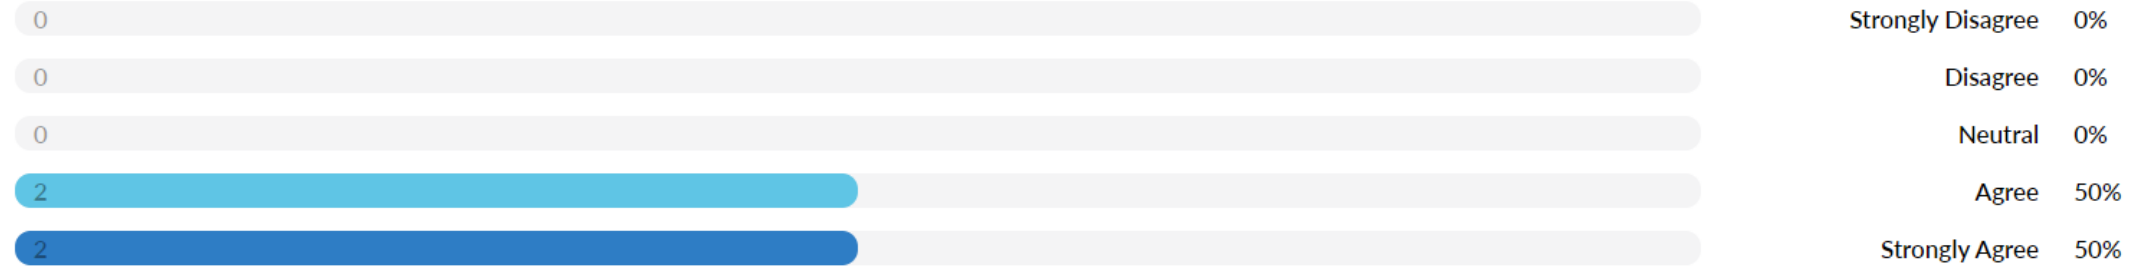 0 Strongly Disagree 0%
0 Disagree 0%
0 Neutral 0%
2 Agree 50%
2 Strongly Agree 50%